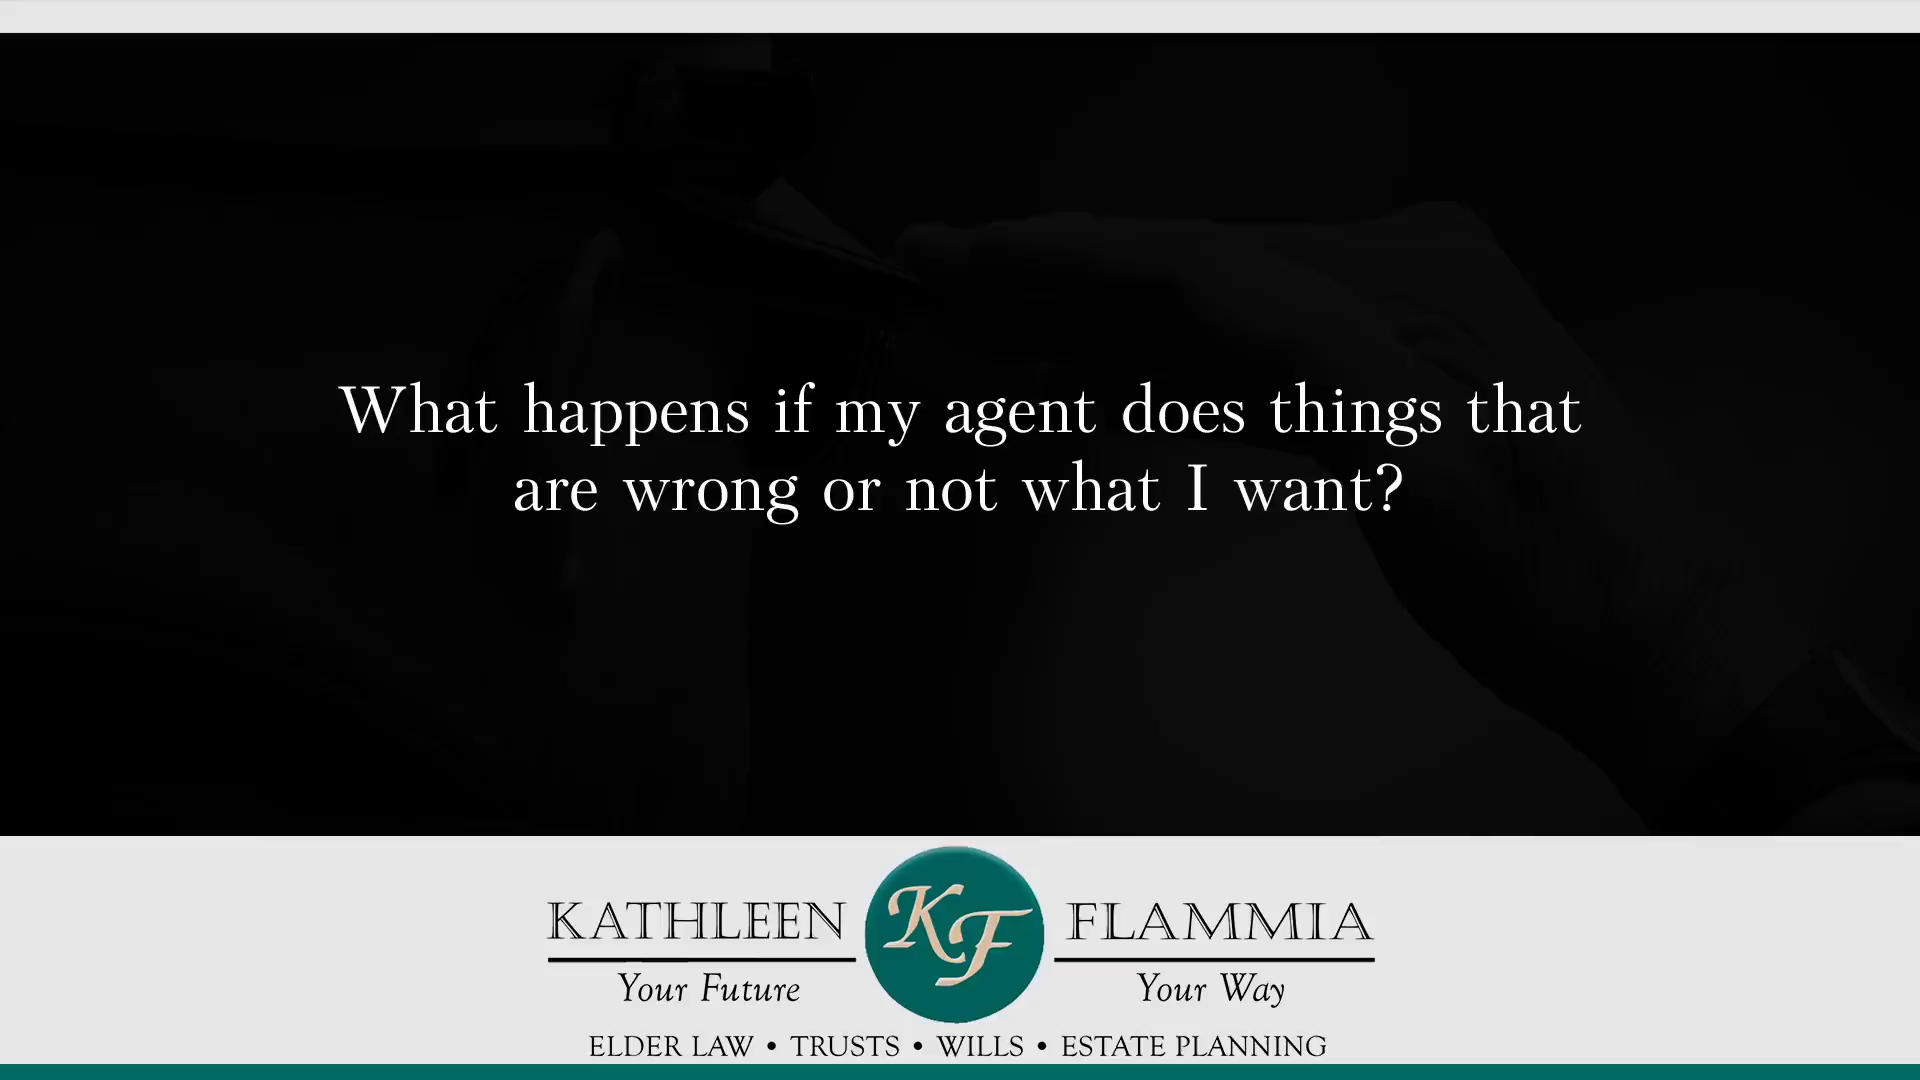 What happens if my agent does things that
are wrong or not what I want?
KATHLEEN KF FLAMMIA
Your Future Your Way
ELDER LAW • TRUSTS • WILLS • ESTATE PLANNING